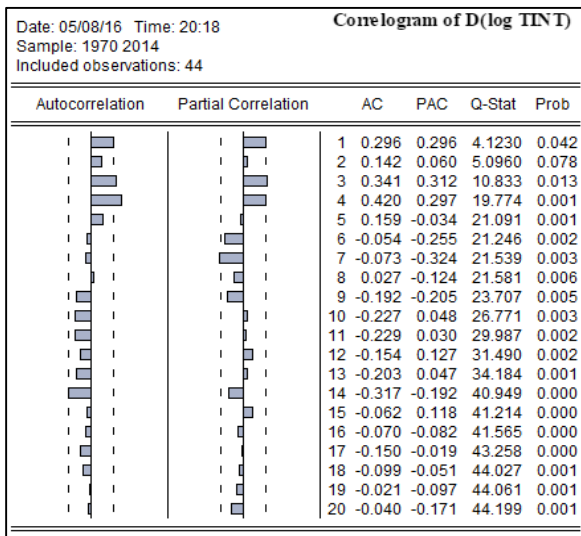 Correlogram of D(log TINT)
Date: 05/08/16 Time: 20:18
Sample: 1970 2014
Included observations: 44
Autocorrelation Partial Correlation AC PAC Q-Stat Prob
1 0.296 0.296 4.1230 0.042
2 0.142 0.060 5.0960 0.078
3 0.341 0.312 10.833 0.013
4 0.420 0.297 19.774 0.001
5 0.159 -0.034 21.091 0.001
6 -0.054 -0.255 21.246 0.002
7 -0.073 -0.324 21.539 0.003
8 0.027 -0.124 21.581 0.006
9 -0.192 -0.205 23.707 0.005
10 -0.227 0.048 26.771 0.003
11 -0.229 0.030 29.987 0.002
12 -0.154 0.127 31.490 0.002
13 -0.203 0.047 34.184 0.001
14 -0.317 -0.192 40.949 0.000
15 -0.062 0.118 41.214 0.000
16 -0.070 -0.082 41.565 0.000
17 -0.150 -0.019 43.258 0.000
18 -0.099 -0.051 44.027 0.001
19 -0.021 -0.097 44.061 0.001
20 -0.040 -0.171 44.199 0.001